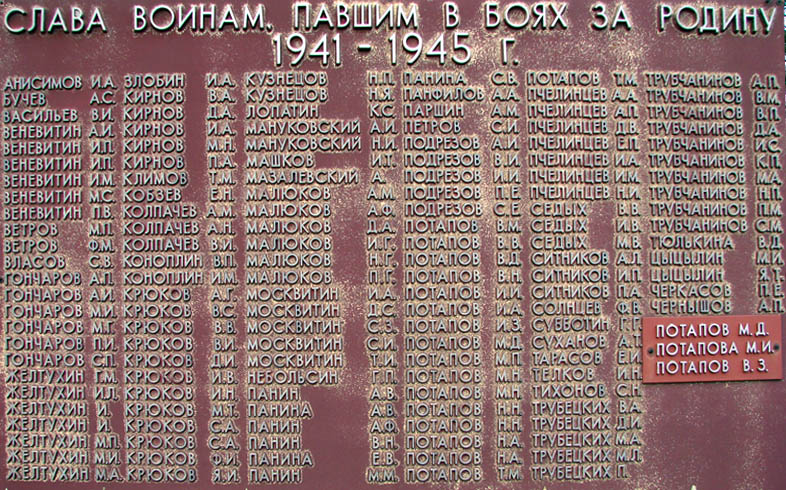 СЛАВА ВОИНАМ, ПАВШИМ В БОЯХ ЗА РОДИНУ
1941 - 1945 г.
АНИСИМОВ И.А.
БУЧЕВ А.С.
ВАСИЛЬЕВ В.И.
ВЕНЕВИТИН А.И.
ВЕНЕВИТИН И.П.
ВЕНЕВИТИН И.П.
ВЕНЕВИТИН И.М.
ВЕНЕВИТИН М.С.
ВЕНЕВИТИН П.В.
ВЕТРОВ М.П.
ВЕТРОВ Ф.М.
ВЛАСОВ С.В.
ГОНЧАРОВ А.П.
ГОНЧАРОВ А.И.
ГОНЧАРОВ М.И.
ГОНЧАРОВ М.Г.
ГОНЧАРОВ П.И.
ГОНЧАРОВ С.П.
ЖЕЛТУХИН Г.М.
ЖЕЛТУХИН И.Л.
ЖЕЛТУХИН И.
ЖЕЛТУХИН И.
ЖЕЛТУХИН М.П.
ЖЕЛТУХИН М.И.
ЖЕЛТУХИН М.А.
ЗЛОБИН И.А.
КИРНОВ В.А.
КИРНОВ Д.А.
КИРНОВ И.А.
КИРНОВ М.Н.
КИРНОВ П.А.
КЛИМОВ Т.М.
КОБЗЕВ Е.Н.
КОЛПАЧЕВ А.М.
КОЛПАЧЕВ А.Н.
КОЛПАЧЕВ В.И.
КОНОПЛИН В.П.
КОНОПЛИН И.М.
КРЮКОВ А.Г.
КРЮКОВ В.С.
КРЮКОВ В.В.
КРЮКОВ В.В.
КРЮКОВ Д.И.
КРЮКОВ И.В.
КРЮКОВ И.Н.
КРЮКОВ М.Т.
КРЮКОВ С.А.
КРЮКОВ С.А.
КРЮКОВ Ф.И.
КРЮКОВ Я.И.
КУЗНЕЦОВ Н.П.
КУЗНЕЦОВ Н.Я.
ЛОПАТИН К.С.
МАНУКОВСКИЙ А.И.
МАНУКОВСКИЙ Н.И.
МАШКОВ И.Т.
МАЗАЛЕВСКИЙ А.
МАЛЮКОВ А.М.
МАЛЮКОВ А.Ф.
МАЛЮКОВ Д.А.
МАЛЮКОВ И.Г.
МАЛЮКОВ П.Г.
МАЛЮКОВ П.Г.
МОСКВИТИН И.А.
МОСКВИТИН Д.С.
МОСКВИТИН С.З.
МОСКВИТИН С.И.
МОСКВИТИН Т.И.
НЕБОЛЬСИН Т.П.
ПАНИН А.В.
ПАНИНА А.В.
ПАНИН А.Ф.
ПАНИН В.Н.
ПАНИНА Е.В.
ПАНИН М.М.
ПАНИНА С.В.
ПАНФИЛОВ А.А.
ПАРШИН А.М.
ПЕТРОВ С.И.
ПОДРЕЗОВ А.И.
ПОДРЕЗОВ В.И.
ПОДРЕЗОВ И.И.
ПОДРЕЗОВ П.Е.
ПОДРЕЗОВ С.Е.
ПОТАПОВ В.М.
ПОТАПОВ В.В.
ПОТАПОВ В.Д.
ПОТАПОВ И.И.
ПОТАПОВ И.И.
ПОТАПОВ М.А.
ПОТАПОВ И.З.
ПОТАПОВ М.Д.
ПОТАПОВ М.П.
ПОТАПОВ М.Н.
ПОТАПОВ М.Н.
ПОТАПОВ Н.Н.
ПОТАПОВ Н.Н.
ПОТАПОВ Н.А.
ПОТАПОВ Н.А.
ПОТАПОВ Т.М.
ПОТАПОВ Т.М.
ПЧЕЛИНЦЕВ А.А.
ПЧЕЛИНЦЕВ А.П.
ПЧЕЛИНЦЕВ Д.В.
ПЧЕЛИНЦЕВ Е.П.
ПЧЕЛИНЦЕВ И.А.
ПЧЕЛИНЦЕВ И.И.
ПЧЕЛИНЦЕВ Н.И.
СЕДЫХ В.В.
СЕДЫХ И.В.
СЕДЫХ М.В.
СИТНИКОВ А.Г.
СИТНИКОВ И.П.
СИТНИКОВ П.А.
СОЛНЦЕВ Ф.В.
СУББОТИН Г.Г.
СУХАНОВ А.Г.
ТАРАСОВ Е.И.
ТЕЛКОВ И.Н.
ТИХОНОВ С.Н.
ТРУБЕЦКИХ В.А.
ТРУБЕЦКИХ Д.И.
ТРУБЕЦКИХ М.А.
ТРУБЕЦКИХ М.Л.
ТРУБЕЦКИХ П.
ТРУБЧАНИНОВ А.П.
ТРУБЧАНИНОВ В.М.
ТРУБЧАНИНОВ В.П.
ТРУБЧАНИНОВ Д.А.
ТРУБЧАНИНОВ И.С.
ТРУБЧАНИНОВ К.П.
ТРУБЧАНИНОВ М.А.
ТРУБЧАНИНОВ Н.П.
ТРУБЧАНИНОВ П.М.
ТРУБЧАНИНОВ С.М.
ТЮЛЬКИНА В.Д.
ЦЫЦЫЛИН М.И.
ЦЫЦЫЛИН Я.Т.
ЧЕРКАСОВ П.Е.
ЧЕРНЫШОВ А.П.
ПОТАПОВ М.Д.
ПОТАПОВА М.И.
ПОТАПОВ В.З.